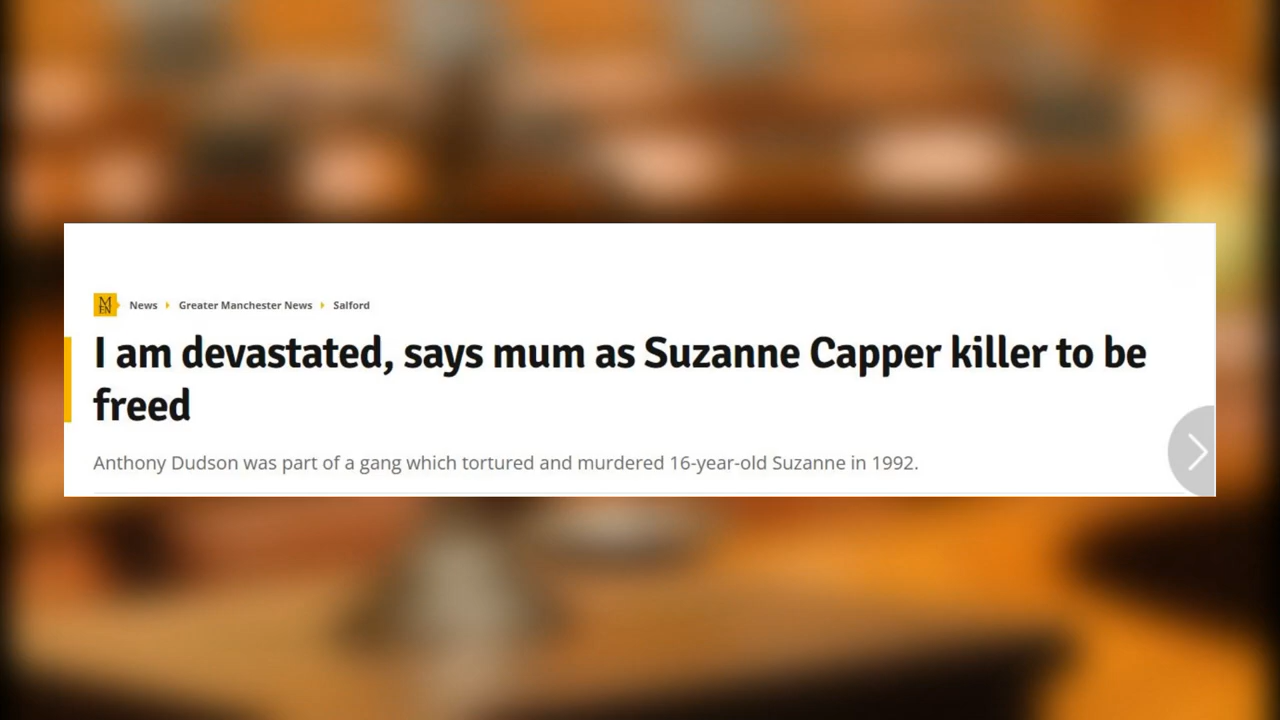 M
EN
News Greater Manchester News Salford
I am devastated, says mum as Suzanne Capper killer to be
freed
Anthony Dudson was part of a gang which tortured and murdered 16-year-old Suzanne in 1992.